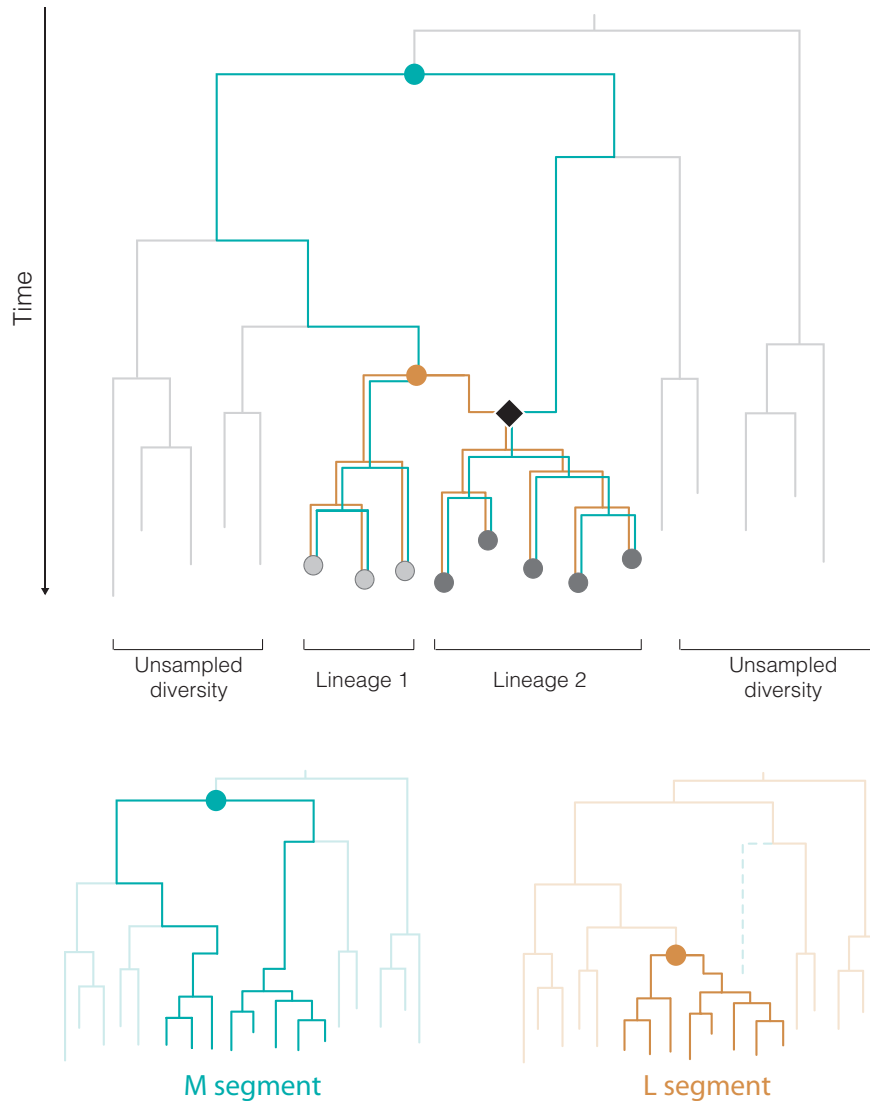 Time
Unsampled
diversity
Lineage 1
Lineage 2
Unsampled
diversity
M segment
L segment